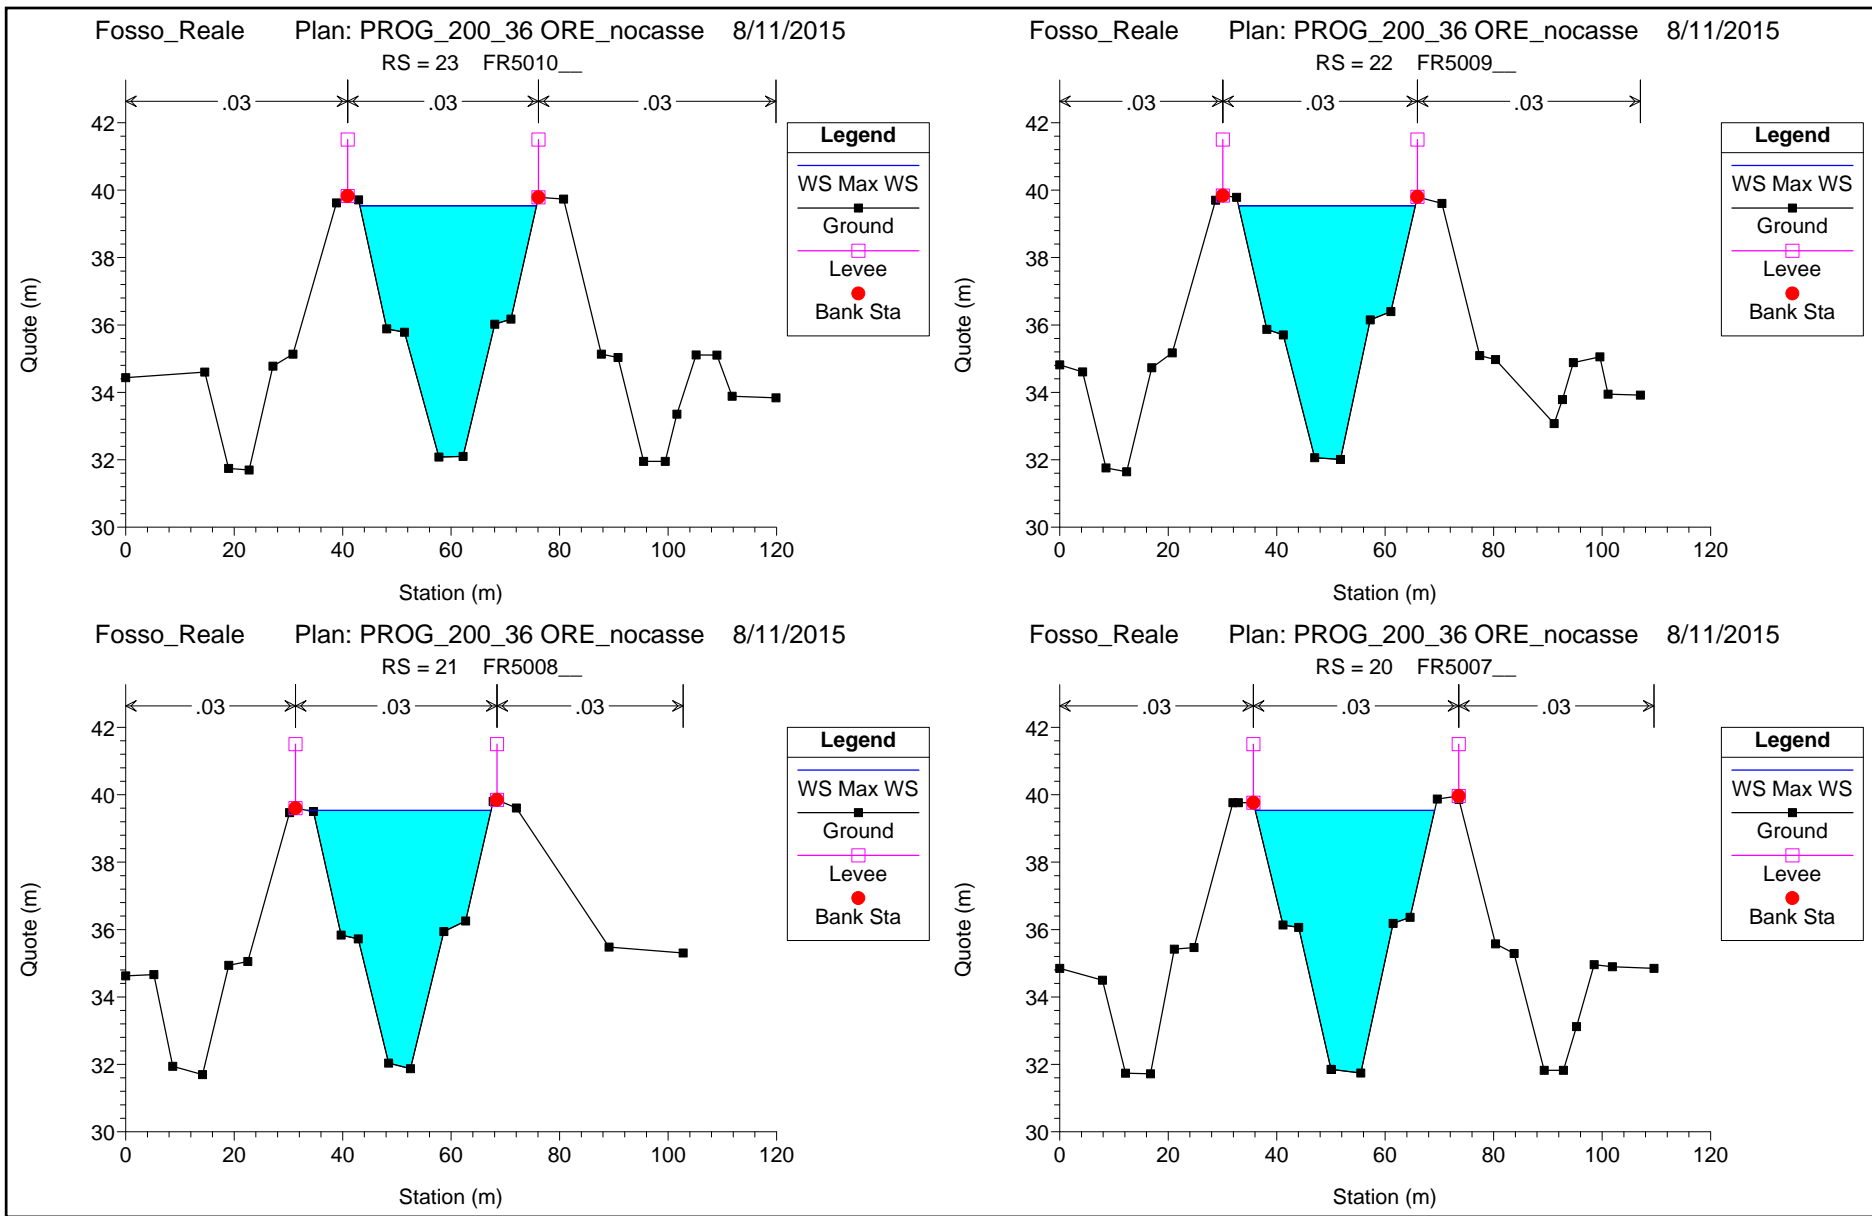 Fosso_Reale Plan: PROG_200_36 ORE_nocasse 8/11/2015
RS = 23 FR5010__
.03 .03 .03
42
40
38
36
34
32
30
0 20 40 60 80 100 120
Quote (m)
Station (m)
Legend
WS Max WS
Ground
Levee
Bank Sta
Fosso_Reale Plan: PROG_200_36 ORE_nocasse 8/11/2015
RS = 22 FR5009__
.03 .03 .03
42
40
38
36
34
32
30
0 20 40 60 80 100 120
Quote (m)
Station (m)
Legend
WS Max WS
Ground
Levee
Bank Sta
Fosso_Reale Plan: PROG_200_36 ORE_nocasse 8/11/2015
RS = 21 FR5008__
.03 .03 .03
42
40
38
36
34
32
30
0 20 40 60 80 100 120
Quote (m)
Station (m)
Legend
WS Max WS
Ground
Levee
Bank Sta
Fosso_Reale Plan: PROG_200_36 ORE_nocasse 8/11/2015
RS = 20 FR5007__
.03 .03 .03
42
40
38
36
34
32
30
0 20 40 60 80 100 120
Quote (m)
Station (m)
Legend
WS Max WS
Ground
Levee
Bank Sta